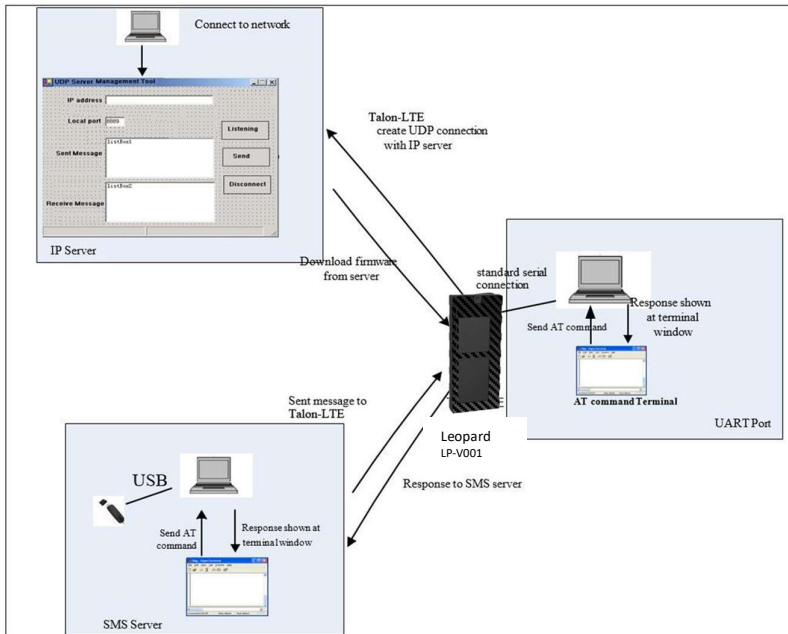 Connect to network
UDP Server Management Tool
IP address
Local port
Listening
Sent Message
listBox1
Send
Disconnect
listBox2
Receive Message
IP Server
Talon-LTE
create UDP connection
with IP server
Download firmware
from server
standard serial
connection
Send AT command
Response shown
at terminal
window
AT command Terminal
UART Port
Leopard
LP-V001
Sent message to
Talon-LTE
Response to SMS server
USB
Send AT
command
Response shown at
terminal window
SMS Server